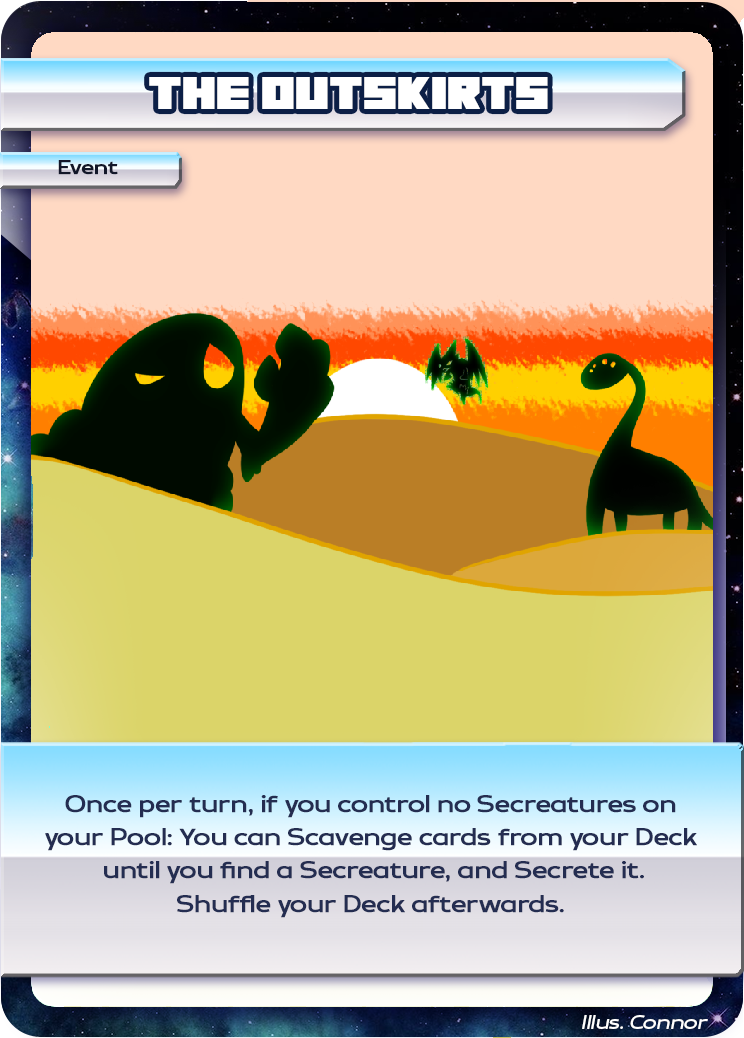 THE OUTSKIRTS
Event
Once per turn, if you control no Secreatures on
your Pool: You can Scavenge cards from your Deck
until you find a Secreature, and Secrete it.
Shuffle your Deck afterwards.
Illus. Connor